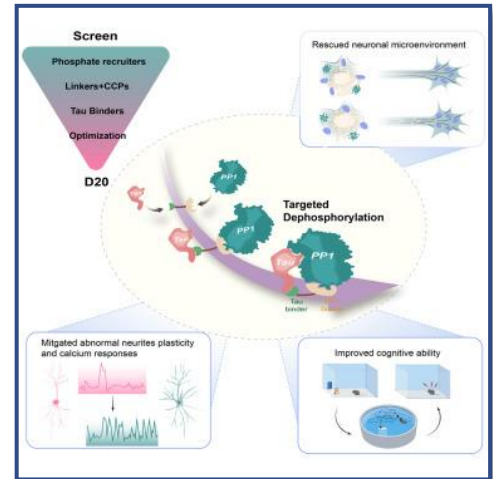 Screen
Phosphate recruiters
Linkers+CCPs
Tau Binders
Optimization
D20
Rescued neuronal microenvironment
Tau
PP1
Targeted
Dephosphorylation
Tau
PP1
Tau
PP1
Tau
binder
Mitgated abnormal neurites plasticity
and calcium responses
Improved cognitive ability